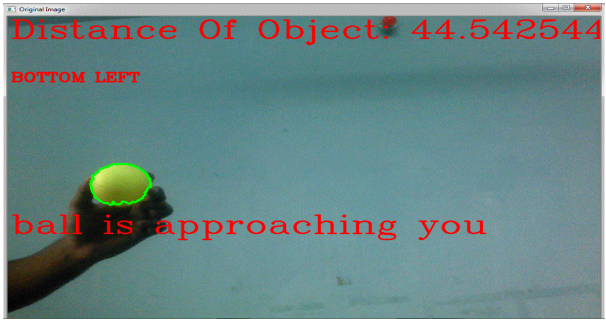 Original Image
Distance Of Object: 44.542544
BOTTOM LEFT
ball is approaching you